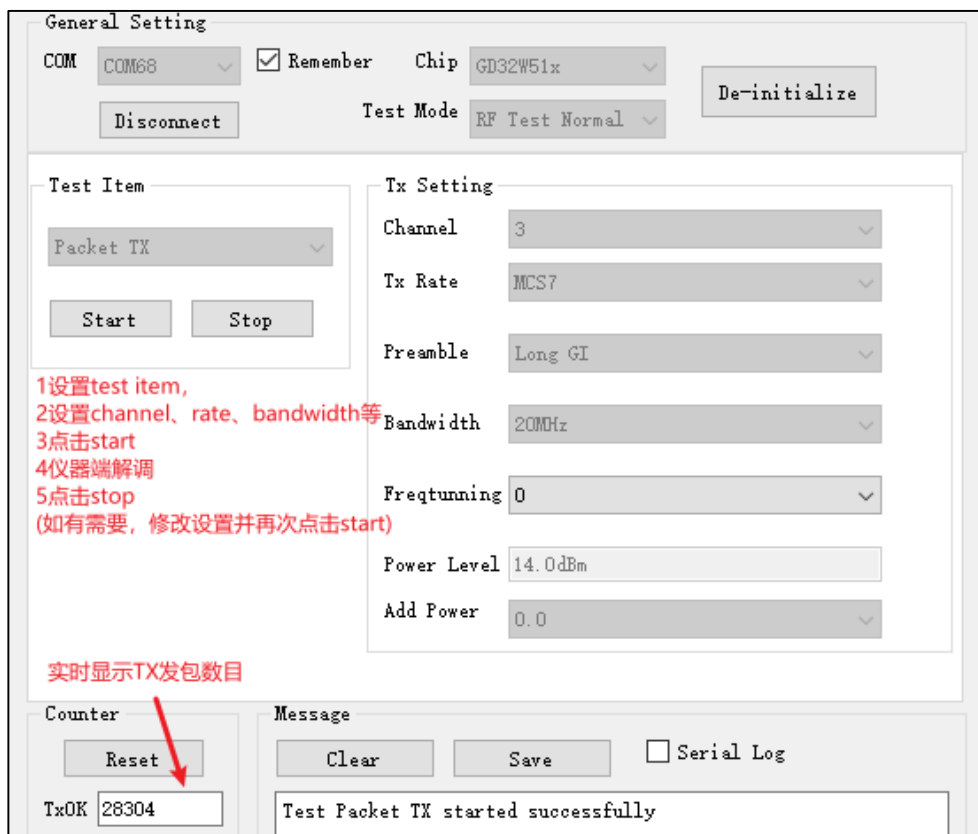 General Setting
COM COM68 Remember Chip GD32W51x De-initialize
Disconnect Test Mode RF Test Normal
Test Item
Packet TX
Start Stop
1设置test item,
2设置channel、rate、bandwidth等
3点击start
4仪器端解调
5点击stop
(如有需要，修改设置并再次点击start)
Tx Setting
Channel 3
Tx Rate MCS7
Preamble Long GI
Bandwidth 20MHz
Freqtunning 0
Power Level 14.0dBm
Add Power 0.0
实时显示TX发包数目
Counter
Reset
TxOK 28304
Message
Clear Save Serial Log
Test Packet TX started successfully